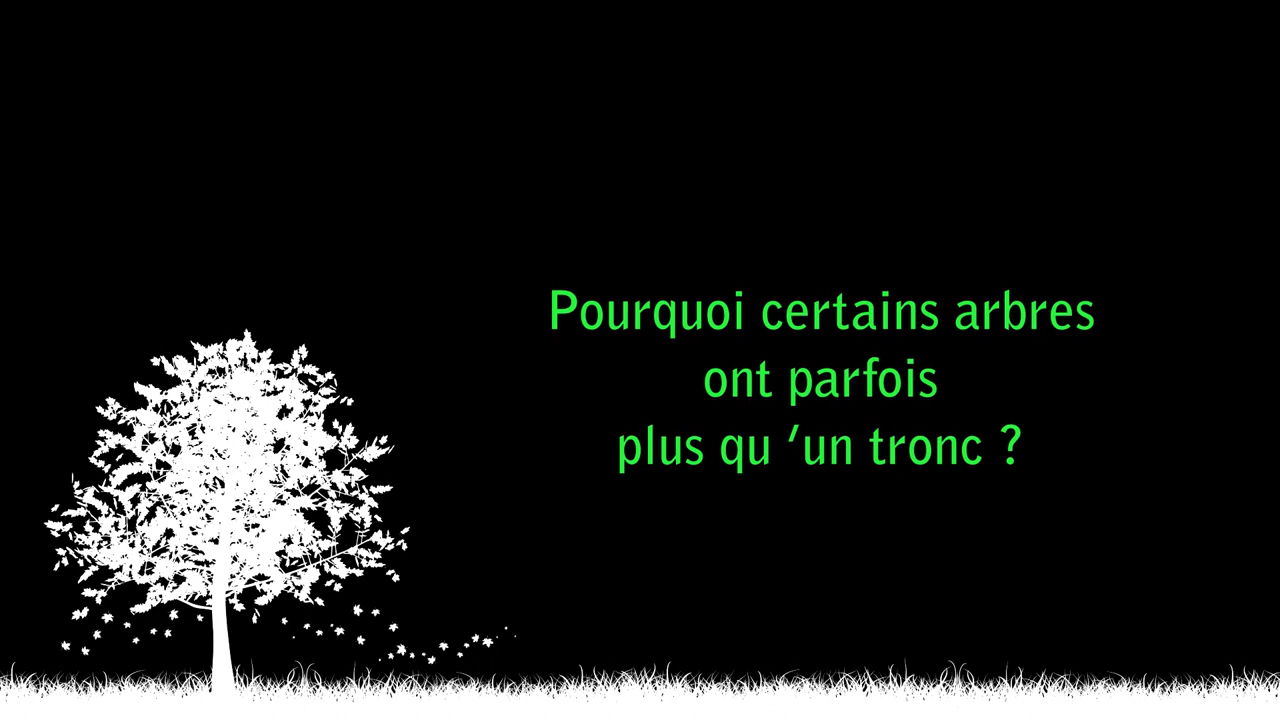 Pourquoi certains arbres
ont parfois
plus qu ’un tronc ?